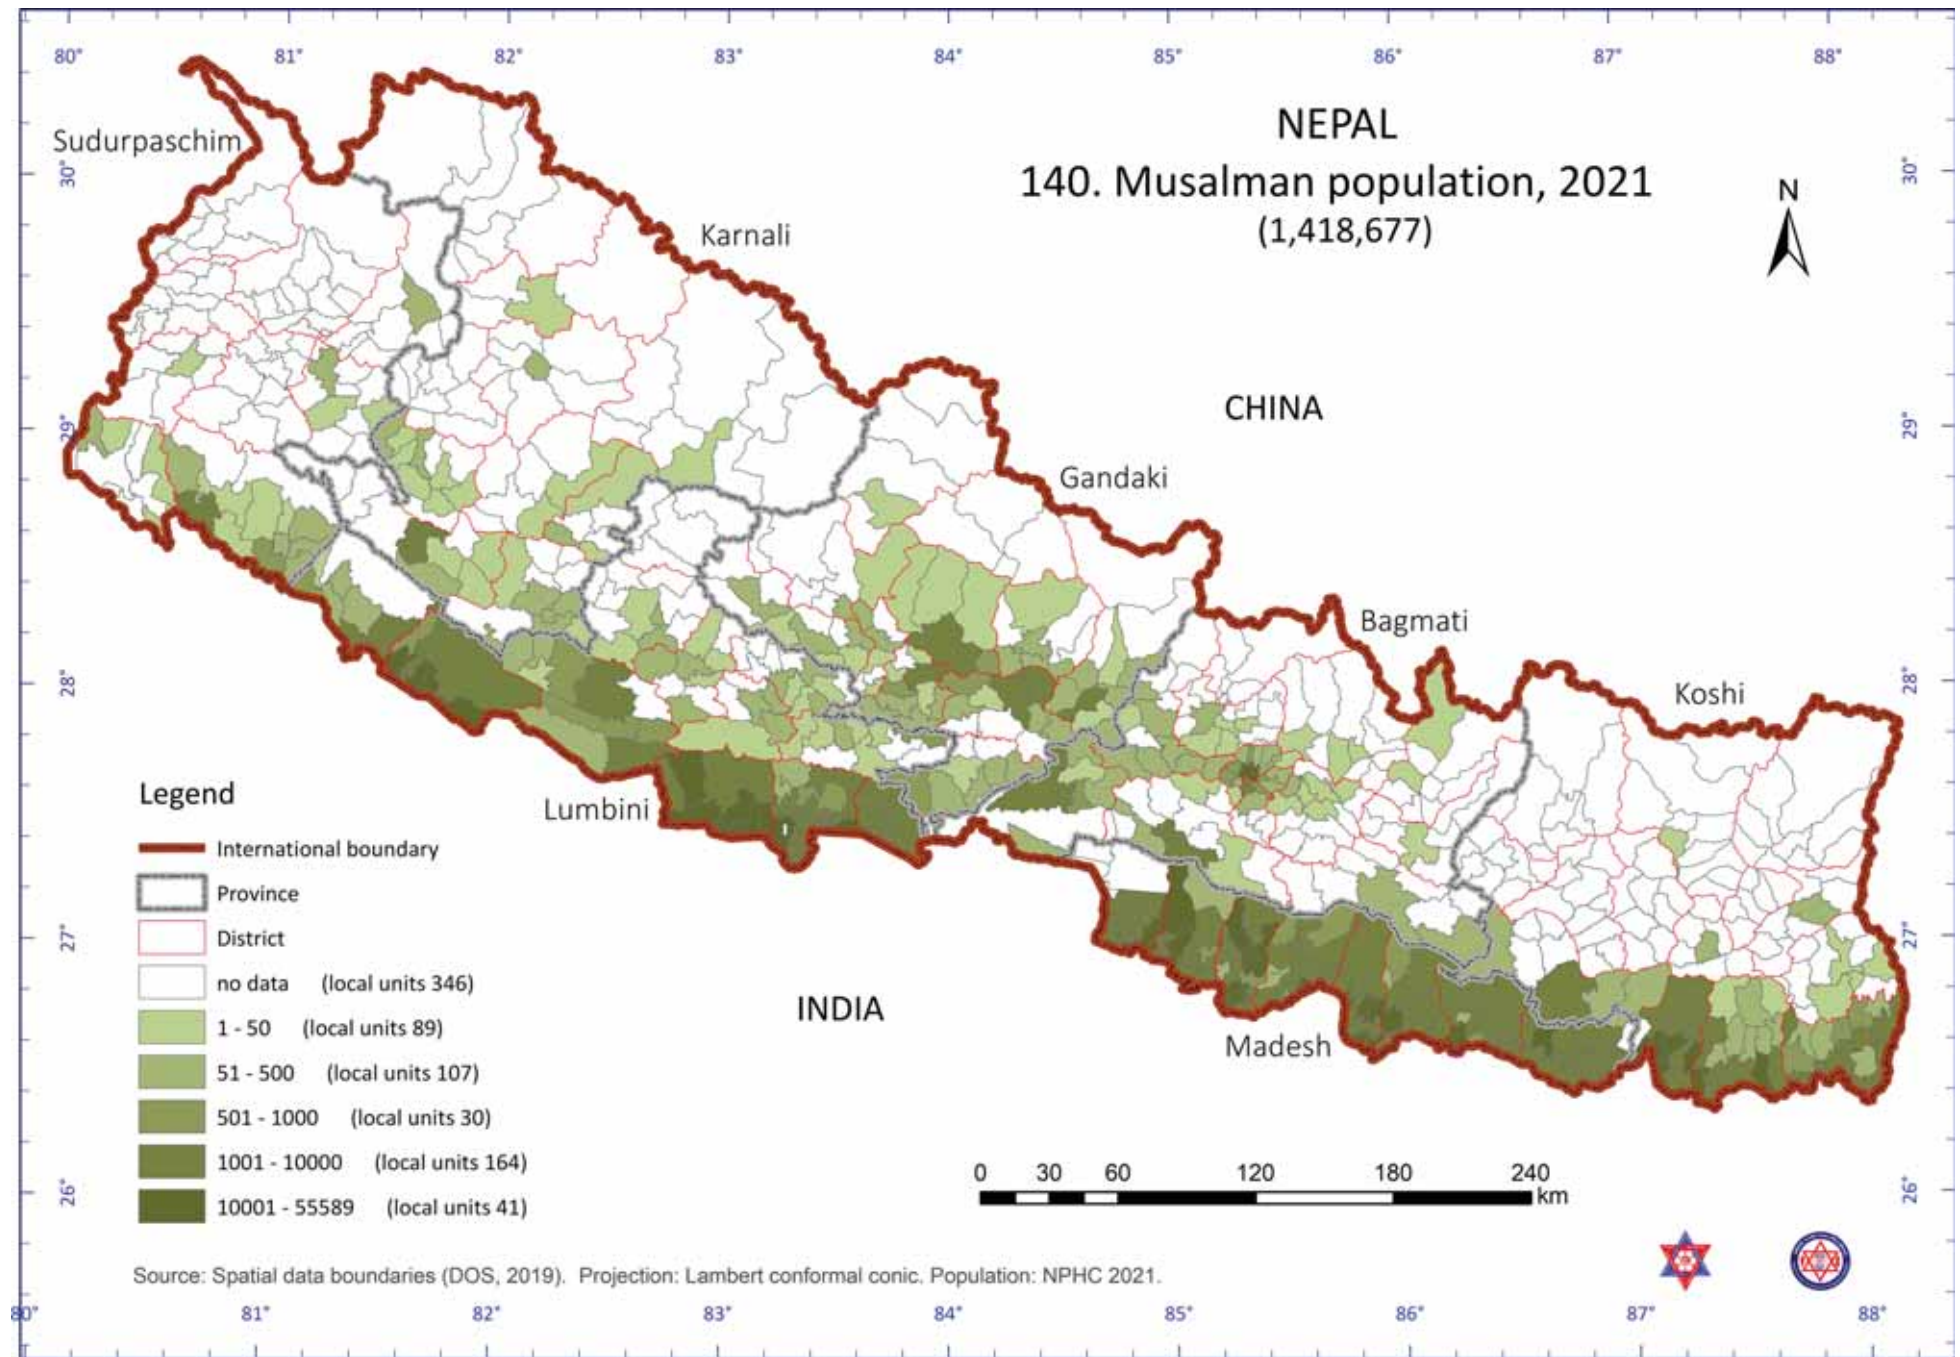 80° 81° 82° 83° 84° 85° 86° 87° 88°
NEPAL
140. Musalman population, 2021
(1,418,677)
N
Sudurpaschim
30° 30°
Karnali
CHINA
29° 29°
Gandaki
Bagmati
Koshi
28° 28°
Lumbini
INDIA
Madesh
27° 27°
Legend
International boundary
Province
District
no data (local units 346)
1 - 50 (local units 89)
51 - 500 (local units 107)
501 - 1000 (local units 30)
1001 - 10000 (local units 164)
10001 - 55589 (local units 41)
26° 26°
0 30 60 120 180 240
km
Source: Spatial data boundaries (DOS, 2019). Projection: Lambert conformal conic. Population: NPHC 2021.
80° 81° 82° 83° 84° 85° 86° 87° 88°